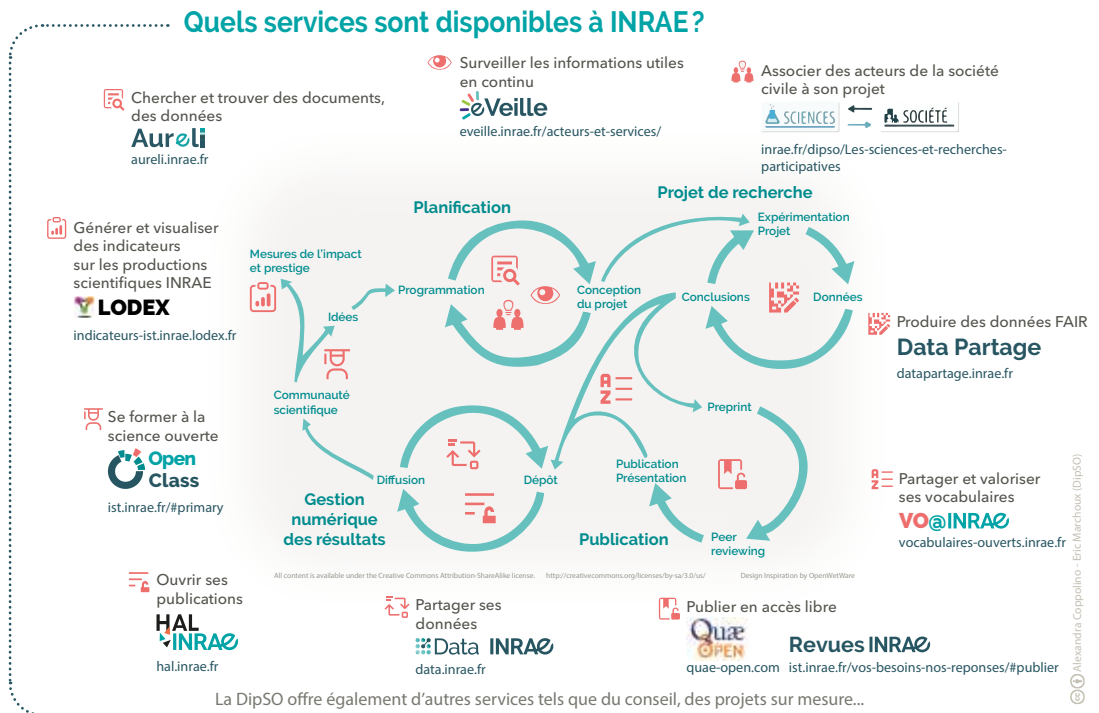 Quels services sont disponibles à INRAE ?
Surveiller les informations utiles
en continu
eVeille
eveille.inrae.fr/acteurs-et-services/
Associer des acteurs de la société
civile à son projet
SCIENCES
SOCIÉTÉ
inrae.fr/dipso/Les-sciences-et-recherches-
participatives
Chercher et trouver des documents,
des données
Aureli
aureli.inrae.fr
Générer et visualiser
des indicateurs
sur les productions
scientifiques INRAE
LODEX
indicateurs-ist.inrae.lodex.fr
Planification
Projet de recherche
Mesures de l'impact
et prestige
Idées
Programmation
Conception
du projet
Expérimentation
Projet
Conclusions
Données
Produire des données FAIR
Data Partage
datapartage.inrae.fr
Communauté
scientifique
A
Z
Preprint
Se former à la
science ouverte
Open
Class
ist.inrae.fr/#primary
Diffusion
Dépôt
Publication
Présentation
Gestion
numérique
des résultats
Publication
Peer
reviewing
A
Z
Partager et valoriser
ses vocabulaires
VO@INRAE
vocabulaires-ouverts.inrae.fr
All content is available under the Creative Commons Attribution-ShareAlike license. http://creativecommons.org/licenses/by-sa/3.0/us/ Design Inspiration by OpenWetWare
Ouvrir ses
publications
HAL
INRAE
hal.inrae.fr
Partager ses
données
Data INRAE
data.inrae.fr
Publier en accès libre
Quæ
OPEN
quae-open.com
Revues INRAE
ist.inrae.fr/vos-besoins-nos-reponses/#publier
La DipSO offre également d'autres services tels que du conseil, des projets sur mesure...
cc Alexandra Coppolino - Eric Marchoux (DipSO)